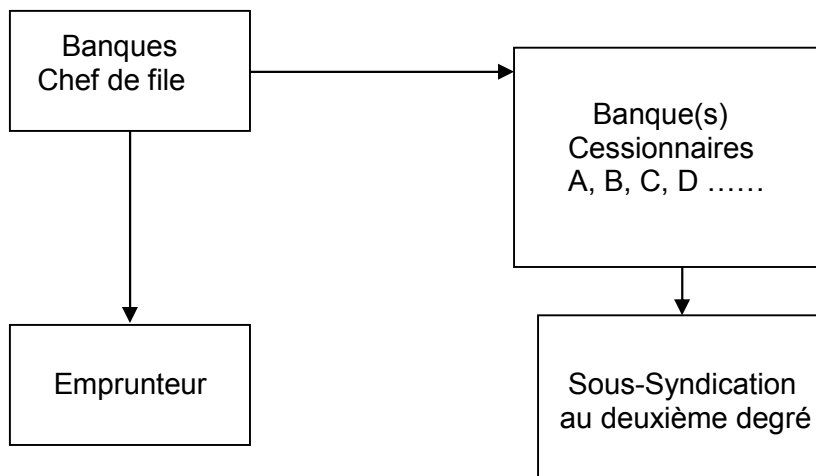 Banques
Chef de file
Banque(s)
Cessionnaires
A, B, C, D ……
Emprunteur
Sous-Syndication
au deuxième degré